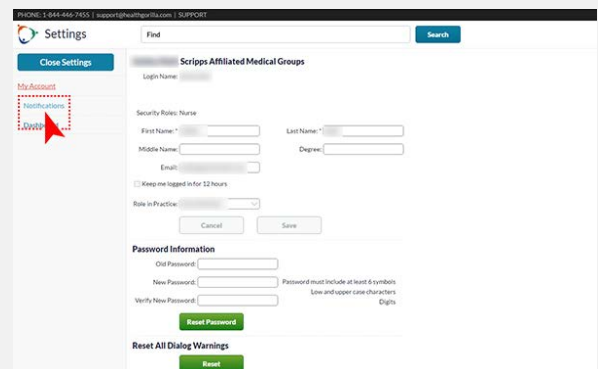 PHONE: 1-844-446-7455 | support@healthgorilla.com | SUPPORT
Settings
Find
Search
Close Settings
Scripps Affiliated Medical Groups
Login Name:
My Account
Notifications
Security Roles: Nurse
First Name: *
Last Name: *
Middle Name:
Degree:
Email:
Keep me logged in for 12 hours
Role in Practice:
Cancel
Save
Password Information
Old Password:
New Password:
Password must include at least 6 symbols
Low and upper case characters
Verify New Password:
Digits
Reset Password
Reset All Dialog Warnings
Reset